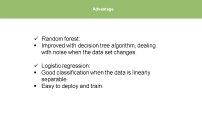 Advantage
✓ Random forest:
▪ Improved with decision tree algorithm, dealing
with noise when the data set changes.
✓ Logistic regression:
▪ Good classification when the data is linearly
separable
▪ Easy to deploy and train.